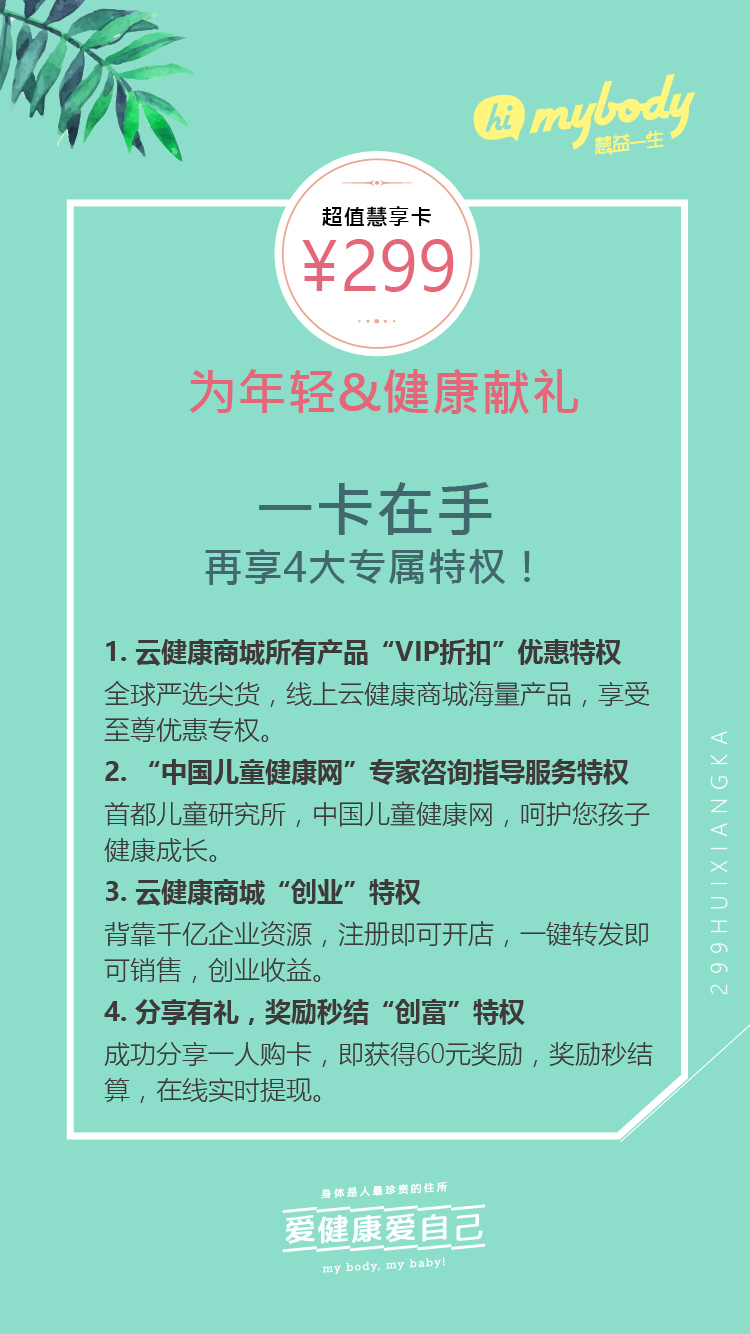 hi mybody
慧益一生
超值慧享卡
¥299
为年轻&健康献礼
一卡在手
再享4大专属特权！
1. 云健康商城所有产品“VIP折扣”优惠特权
全球严选尖货，线上云健康商城海量产品，享受
至尊优惠专权。
2. “中国儿童健康网”专家咨询指导服务特权
首都儿童研究所，中国儿童健康网，呵护您孩子
健康成长。
3. 云健康商城“创业”特权
背靠千亿企业资源，注册即可开店，一键转发即
可销售，创业收益。
4. 分享有礼，奖励秒结“创富”特权
成功分享一人购卡，即获得60元奖励，奖励秒结
算，在线实时提现。
299HUIXIANGKA
身体是人最珍贵的住所
爱健康爱自己
my body, my baby!